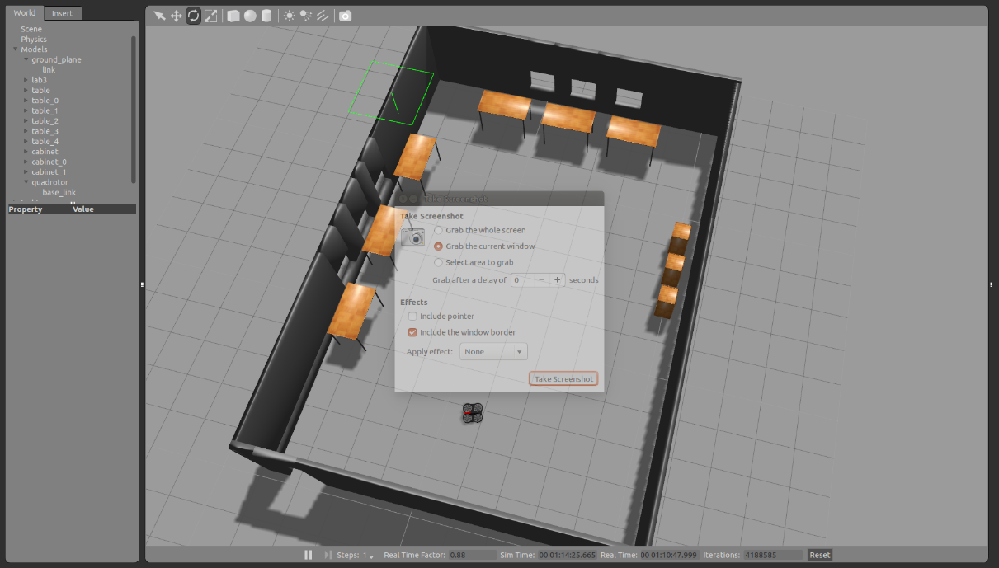 World Insert
Scene
Physics
Models
ground_plane
link
lab3
table
table_0
table_1
table_2
table_3
table_4
cabinet
cabinet_0
cabinet_1
quadrotor
base_link
Property Value
Take Screenshot
Take Screenshot
Grab the whole screen
Grab the current window
Select area to grab
Grab after a delay of 0 − + seconds
Effects
Include pointer
Include the window border
Apply effect: None
Take Screenshot
Steps: 1 Real Time Factor: 0.88 Sim Time: 00 01:14:25.665 Real Time: 00 01:10:47.999 Iterations: 4188585 Reset